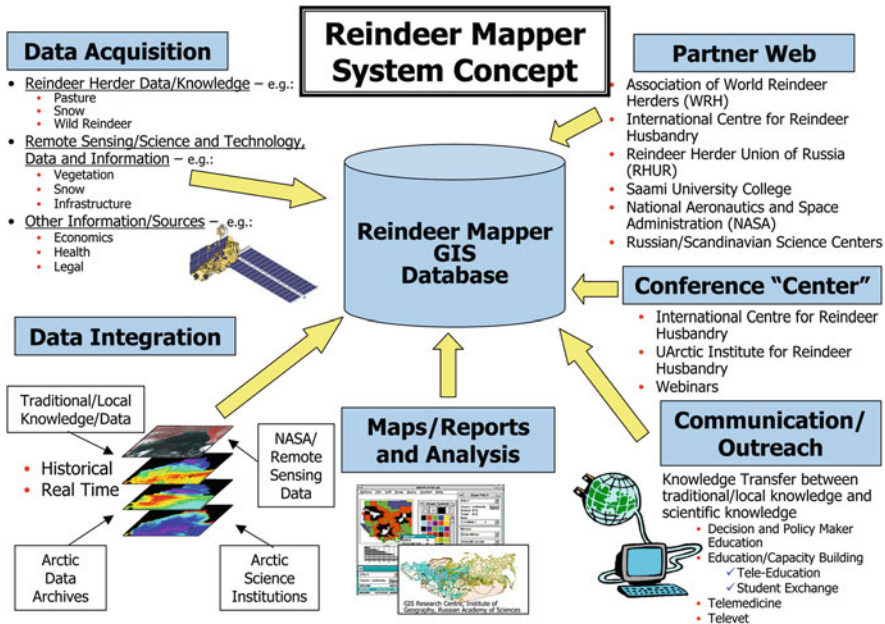 Reindeer Mapper
System Concept
Data Acquisition
• Reindeer Herder Data/Knowledge – e.g.:
• Pasture
• Snow
• Wild Reindeer
• Remote Sensing/Science and Technology,
Data and Information – e.g.:
• Vegetation
• Snow
• Infrastructure
• Other Information/Sources – e.g.:
• Economics
• Health
• Legal
Partner Web
• Association of World Reindeer
Herders (WRH)
• International Centre for Reindeer
Husbandry
• Reindeer Herder Union of Russia
(RHUR)
• Saami University College
• National Aeronautics and Space
Administration (NASA)
• Russian/Scandinavian Science Centers
Reindeer Mapper
GIS
Database
Conference “Center”
• International Centre for Reindeer
Husbandry
• UArctic Institute for Reindeer
Husbandry
• Webinars
Data Integration
Traditional/Local
Knowledge/Data
• Historical
• Real Time
NASA/
Remote
Sensing
Data
Arctic
Data
Archives
Arctic
Science
Institutions
Maps/Reports
and Analysis
GIS Research Centre, Institute of
Geography, Russian Academy of Sciences
Communication/
Outreach
Knowledge Transfer between
traditional/local knowledge and
scientific knowledge
• Decision and Policy Maker
Education
• Education/Capacity Building
✓ Tele-Education
✓ Student Exchange
• Telemedicine
• Televet